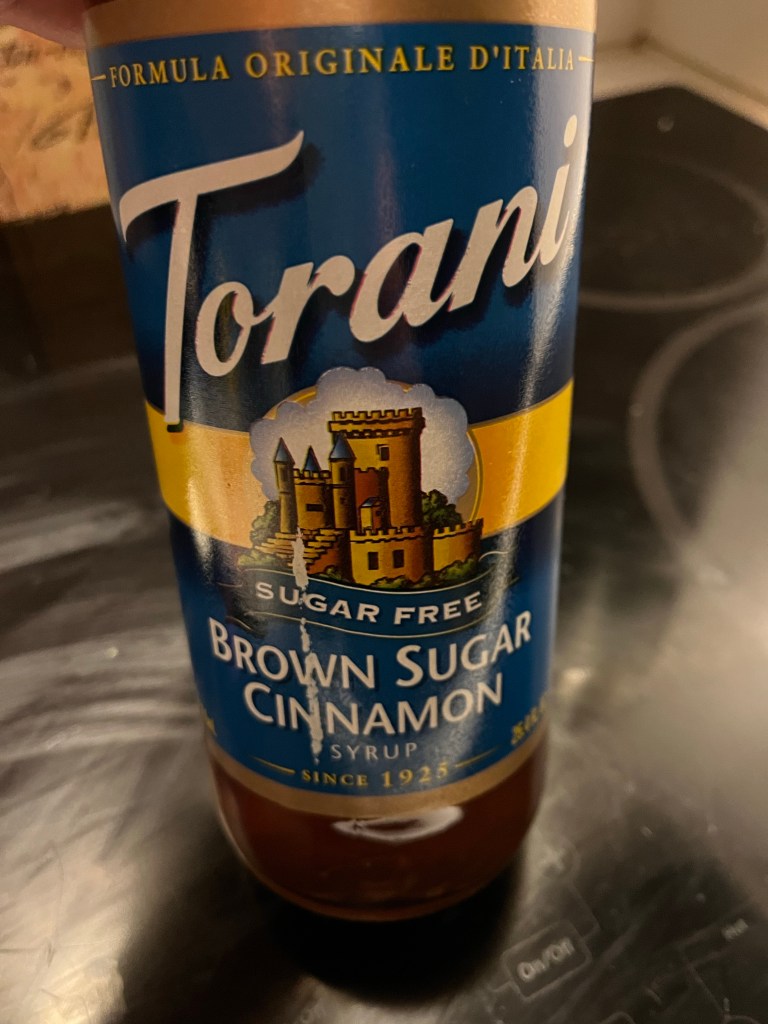 FORMULA ORIGINALE D'ITALIA
Torani
SUGAR FREE
BROWN SUGAR
CINNAMON
SYRUP
SINCE 1925
On/Off